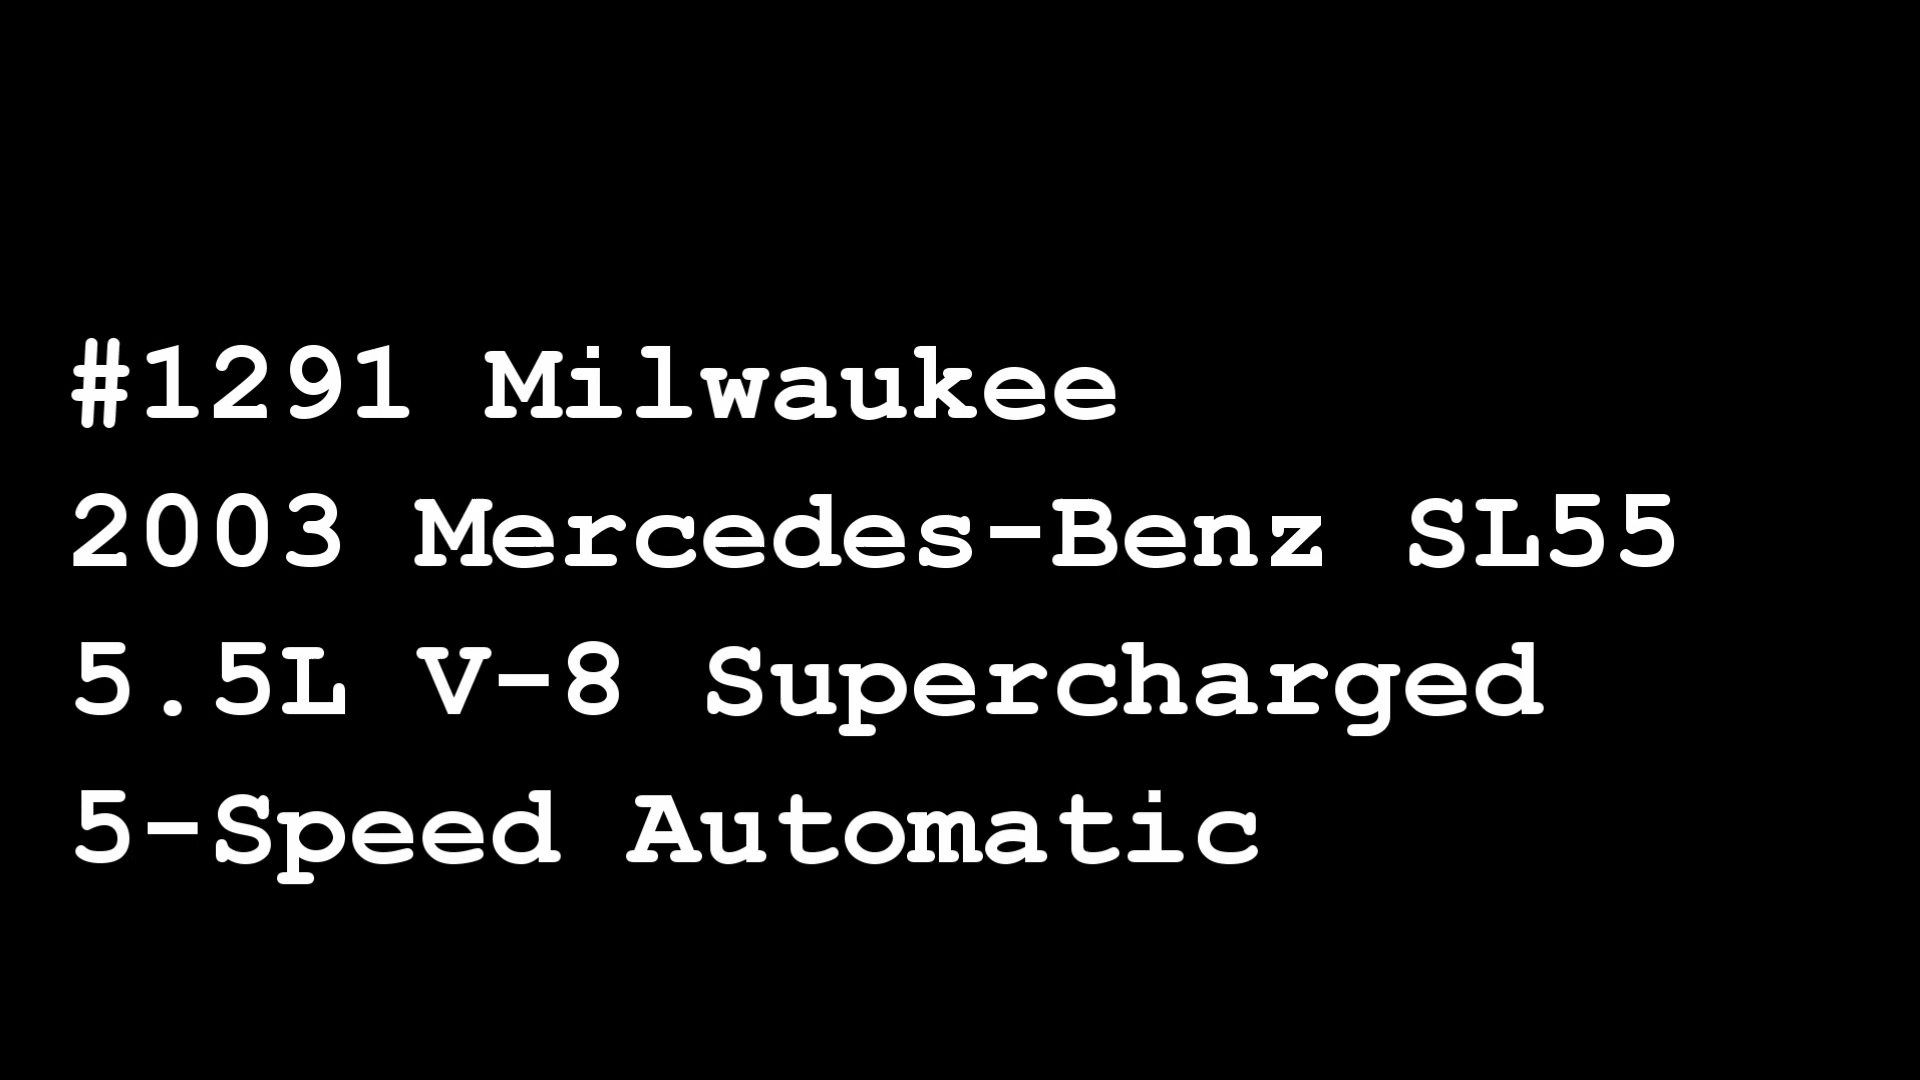 #1291 Milwaukee
2003 Mercedes-Benz SL55
5.5L V-8 Supercharged
5-Speed Automatic